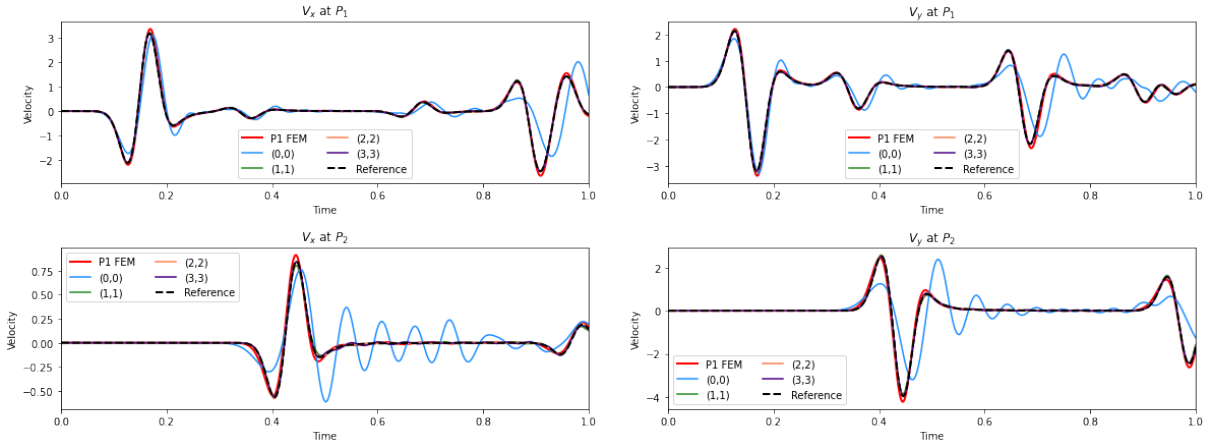 V_x at P_1
3
2
1
0
−1
−2
Velocity
P1 FEM
(0,0)
(1,1)
(2,2)
(3,3)
Reference
0.0 0.2 0.4 0.6 0.8 1.0
Time
V_y at P_1
2
1
0
−1
−2
−3
Velocity
P1 FEM
(0,0)
(1,1)
(2,2)
(3,3)
Reference
0.0 0.2 0.4 0.6 0.8 1.0
Time
V_x at P_2
0.75
0.50
0.25
0.00
−0.25
−0.50
Velocity
P1 FEM
(0,0)
(1,1)
(2,2)
(3,3)
Reference
0.0 0.2 0.4 0.6 0.8 1.0
Time
V_y at P_2
2
0
−2
−4
Velocity
P1 FEM
(0,0)
(1,1)
(2,2)
(3,3)
Reference
0.0 0.2 0.4 0.6 0.8 1.0
Time